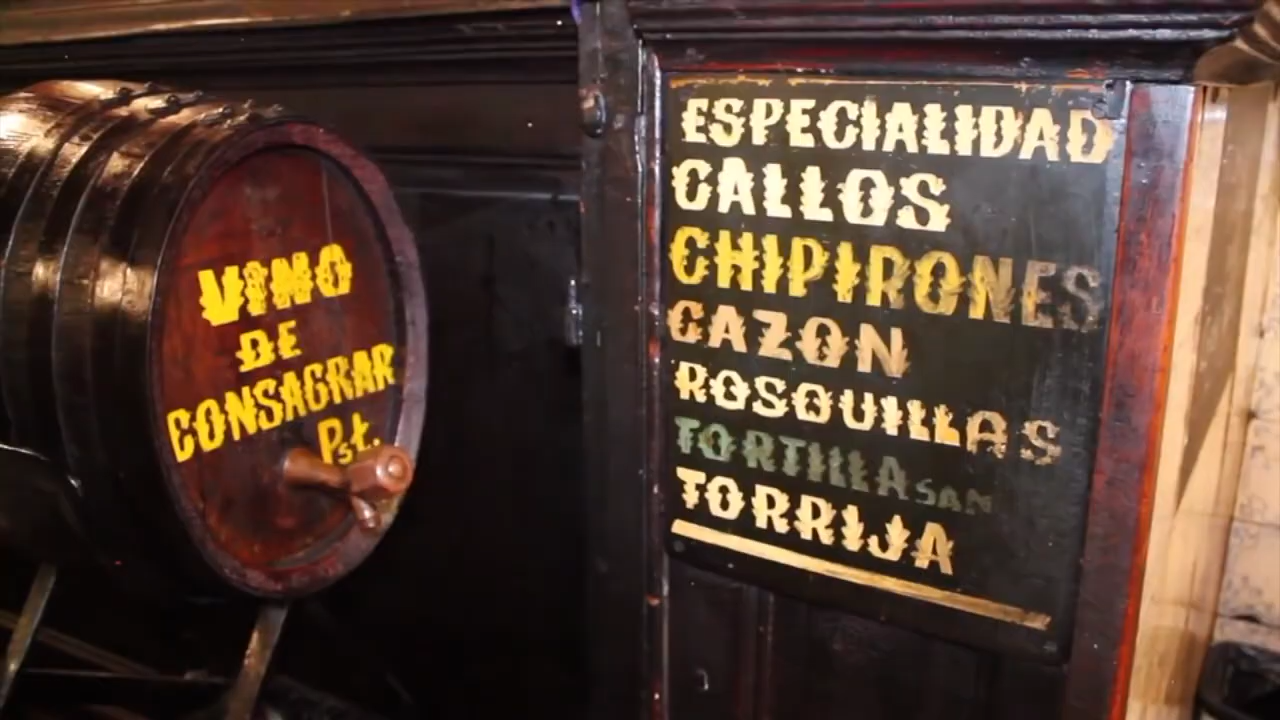 VINO
DE
CONSAGRAR
Pst.
ESPECIALIDAD
CALLOS
CHIPIRONES
CAZON
ROSQUILLAS
TORTILLA SAN
TORRIJA